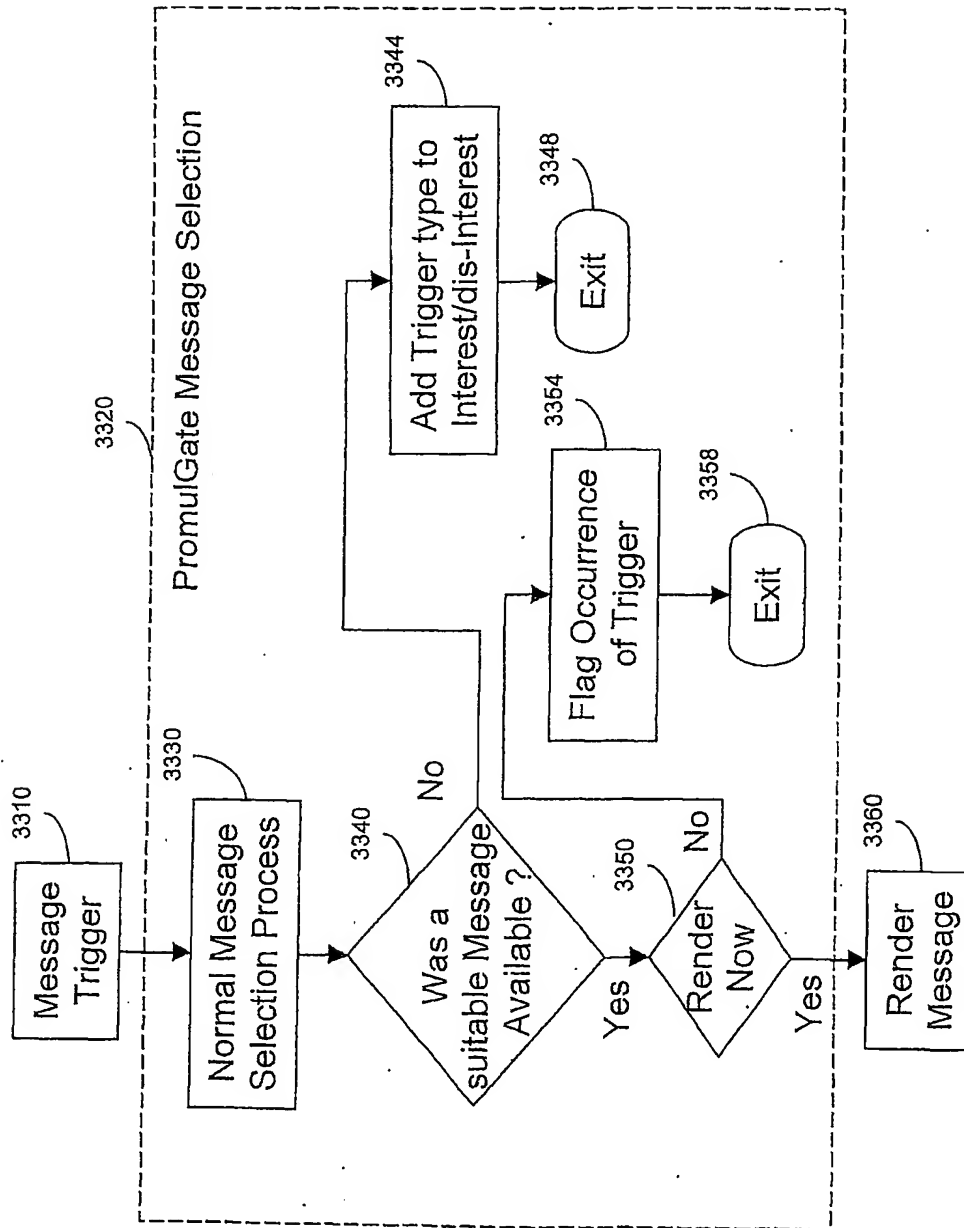 3310
Message
Trigger
3320
PromulGate Message Selection
3330
Normal Message
Selection Process
3340
Was a
suitable Message
Available ?
No
3344
Add Trigger type to
Interest/dis-Interest
3348
Exit
Yes
3350
Render
Now
No
3354
Flag Occurrence
of Trigger
3358
Exit
Yes
3360
Render
Message